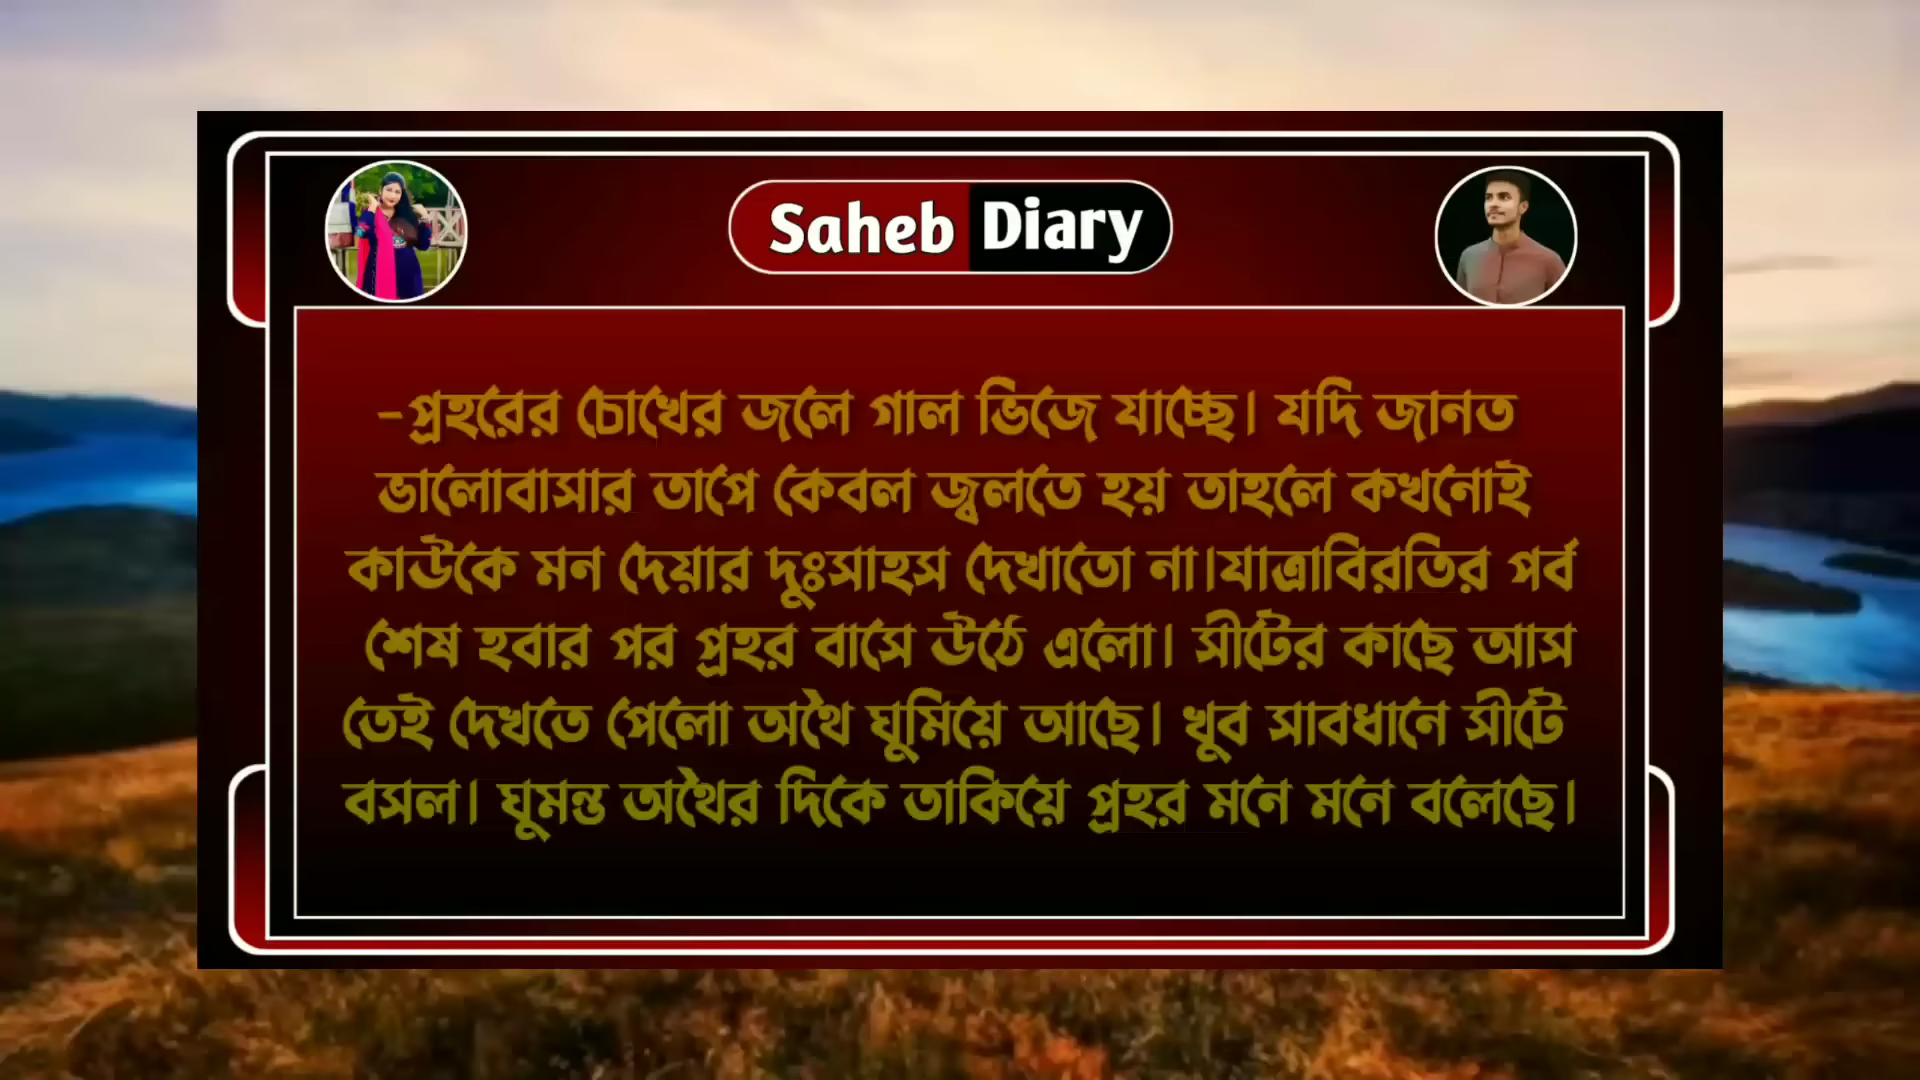 Saheb Diary
-প্রহরের চোখের জলে গাল ভিজে যাচ্ছে। যদি জানত
ভালোবাসার তাপে কেবল জ্বলতে হয় তাহলে কখনোই
কাউকে মন দেয়ার দুঃসাহস দেখাতো না।যাত্রাবিরতির পর্ব
শেষ হবার পর প্রহর বাসে উঠে এলো। সীটের কাছে আস
তেই দেখতে পেলো অথৈ ঘুমিয়ে আছে। খুব সাবধানে সীটে
বসল। ঘুমন্ত অথৈর দিকে তাকিয়ে প্রহর মনে মনে বলেছে।